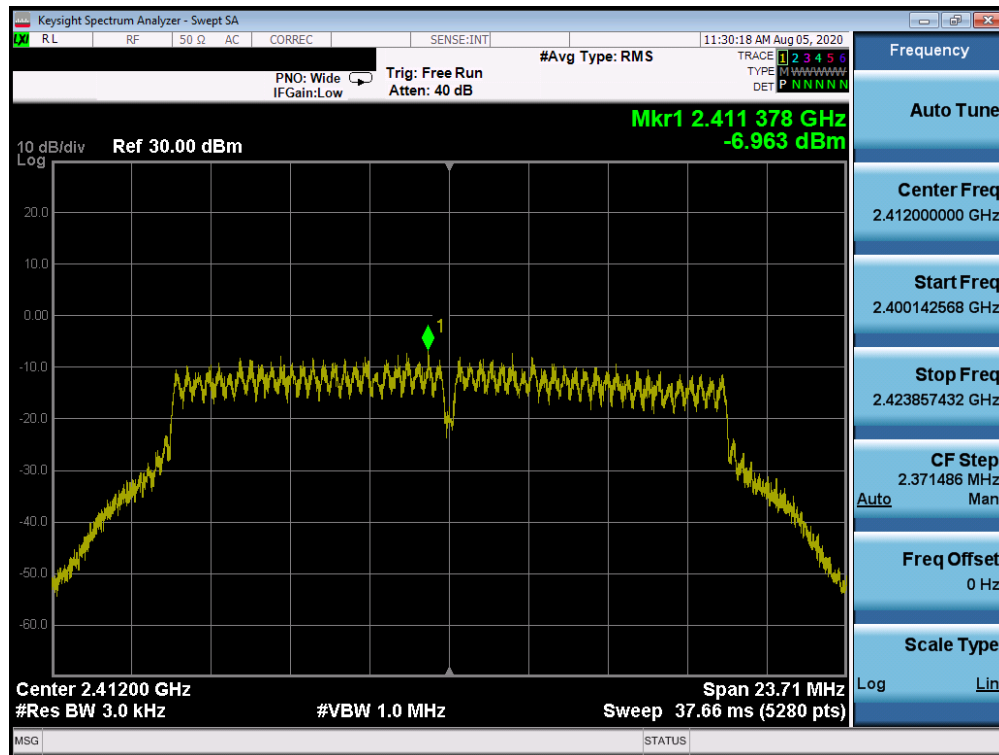 Keysight Spectrum Analyzer - Swept SA
LXI RL RF 50 Ω AC CORREC SENSE:INT 11:30:18 AM Aug 05, 2020
PNO: Wide Trig: Free Run #Avg Type: RMS TRACE 1 2 3 4 5 6
IFGain:Low Atten: 40 dB TYPE M WWWWW
DET P N N N N N
Mkr1 2.411 378 GHz
-6.963 dBm
10 dB/div Ref 30.00 dBm
Log
20.0
10.0
0.00
-10.0
-20.0
-30.0
-40.0
-50.0
-60.0
1
Center 2.41200 GHz Span 23.71 MHz
#Res BW 3.0 kHz #VBW 1.0 MHz Sweep 37.66 ms (5280 pts)
MSG STATUS
Frequency
Auto Tune
Center Freq
2.412000000 GHz
Start Freq
2.400142568 GHz
Stop Freq
2.423857432 GHz
CF Step
2.371486 MHz
Auto Man
Freq Offset
0 Hz
Scale Type
Log Lin